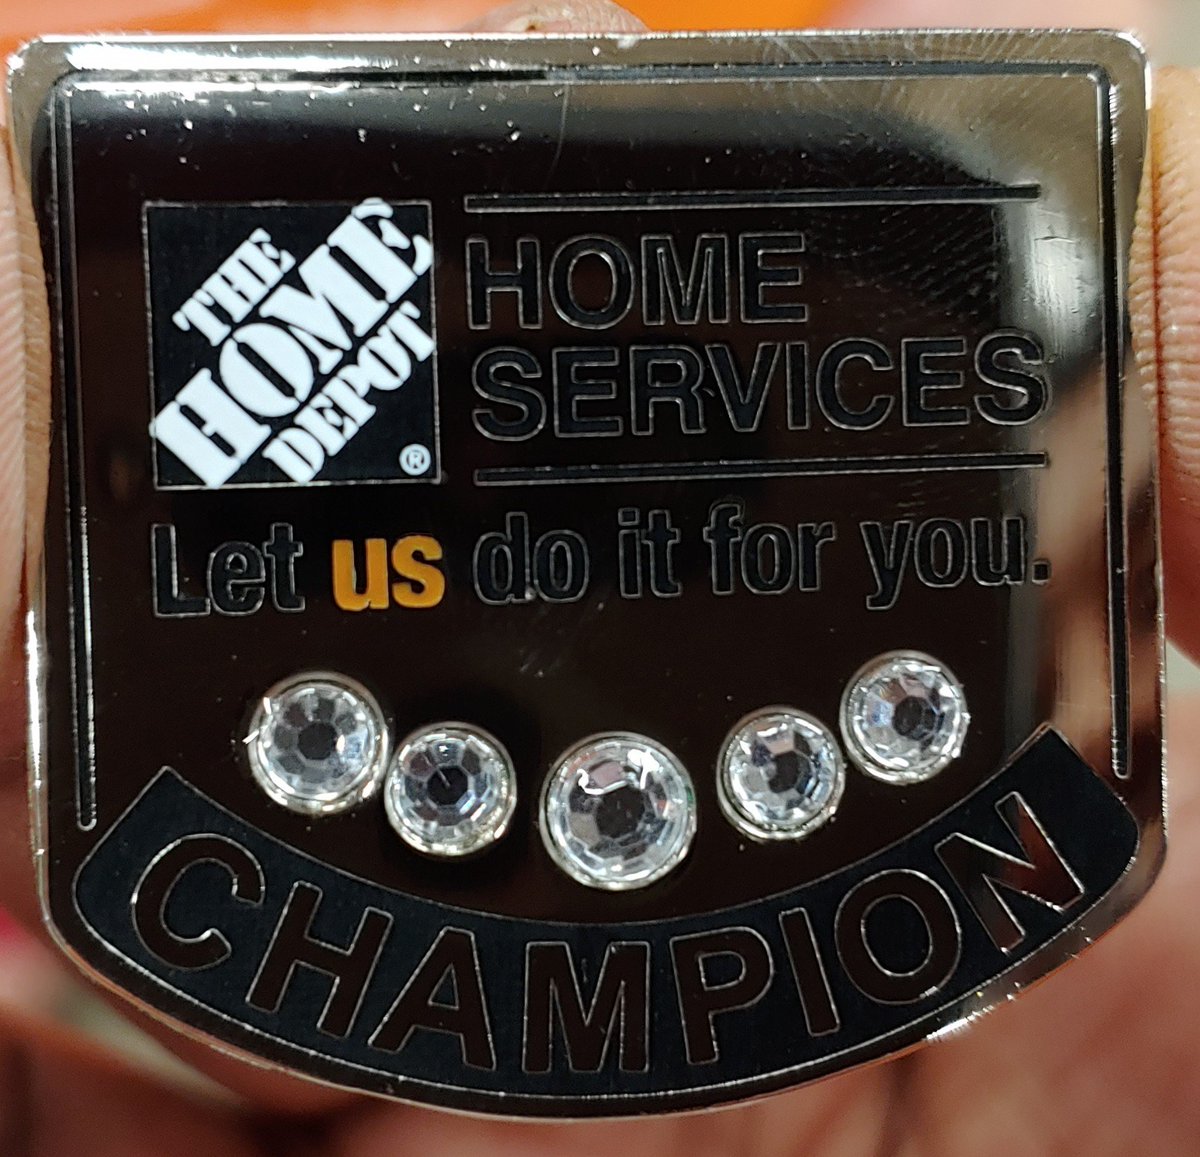 THE
HOME
DEPOT
®
HOME
SERVICES
Let us do it for you.
CHAMPION